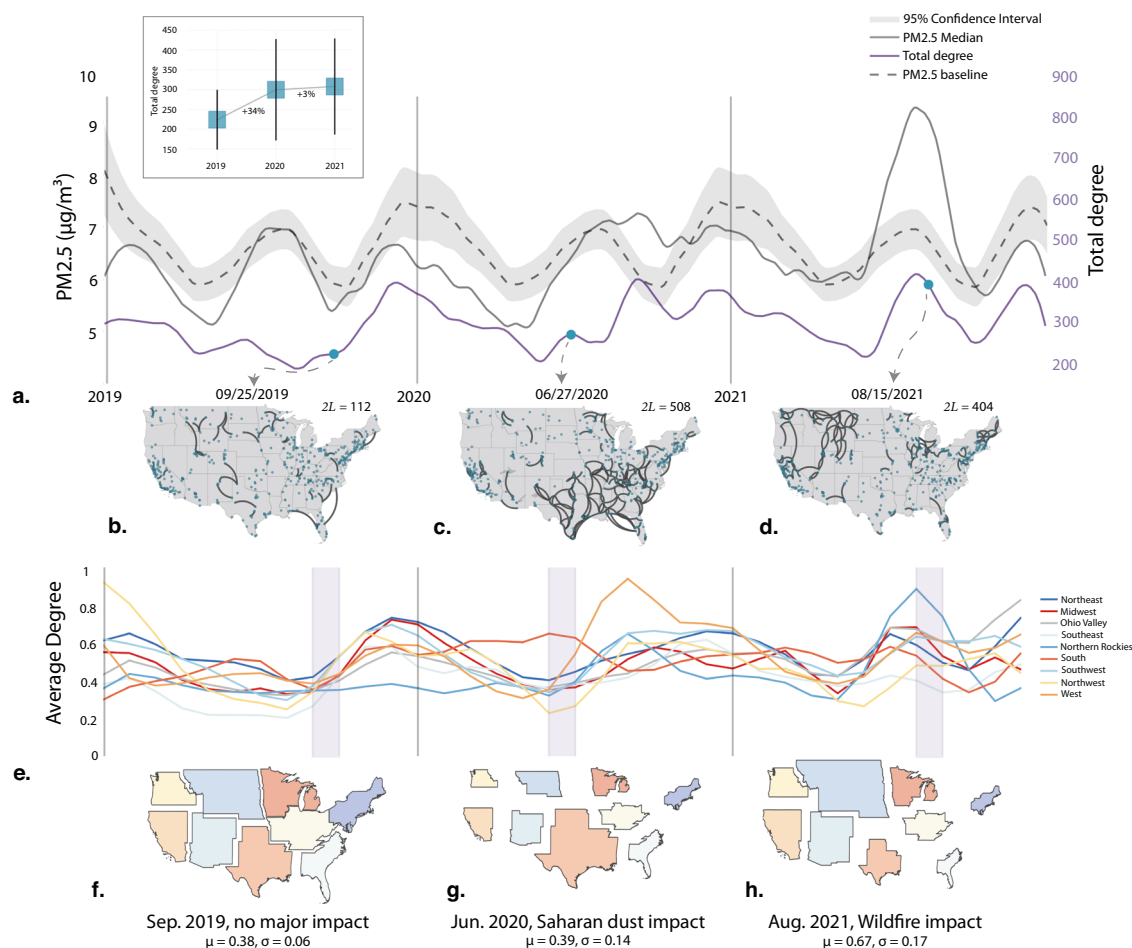 450
400
350
300
250
200
150
Total degree
+34%
+3%
2019
2020
2021
95% Confidence Interval
PM2.5 Median
Total degree
PM2.5 baseline
10
9
8
7
6
5
PM2.5 (μg/m³)
900
800
700
600
500
400
300
200
Total degree
a.
2019
09/25/2019
2020
06/27/2020
2021
08/15/2021
2L = 112
2L = 508
2L = 404
b.
c.
d.
1
0.8
0.6
0.4
0.2
0
Average Degree
Northeast
Midwest
Ohio Valley
Southeast
Northern Rockies
South
Southwest
Northwest
West
e.
f.
g.
h.
Sep. 2019, no major impact
μ = 0.38, σ = 0.06
Jun. 2020, Saharan dust impact
μ = 0.39, σ = 0.14
Aug. 2021, Wildfire impact
μ = 0.67, σ = 0.17